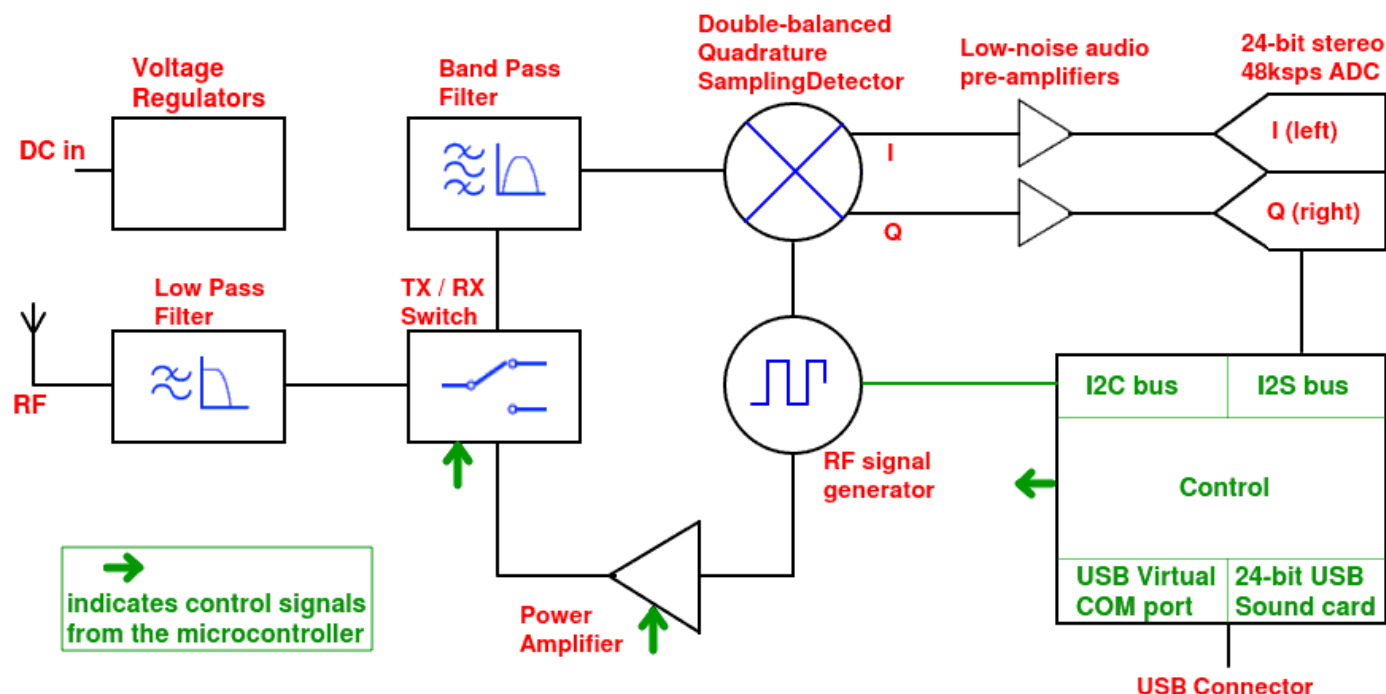 Voltage
Regulators
DC in
Band Pass
Filter
Double-balanced
Quadrature
SamplingDetector
Low-noise audio
pre-amplifiers
24-bit stereo
48ksps ADC
I
Q
I (left)
Q (right)
Low Pass
Filter
RF
TX / RX
Switch
RF signal
generator
I2C bus
I2S bus
Control
USB Virtual
COM port
24-bit USB
Sound card
USB Connector
Power
Amplifier
indicates control signals
from the microcontroller